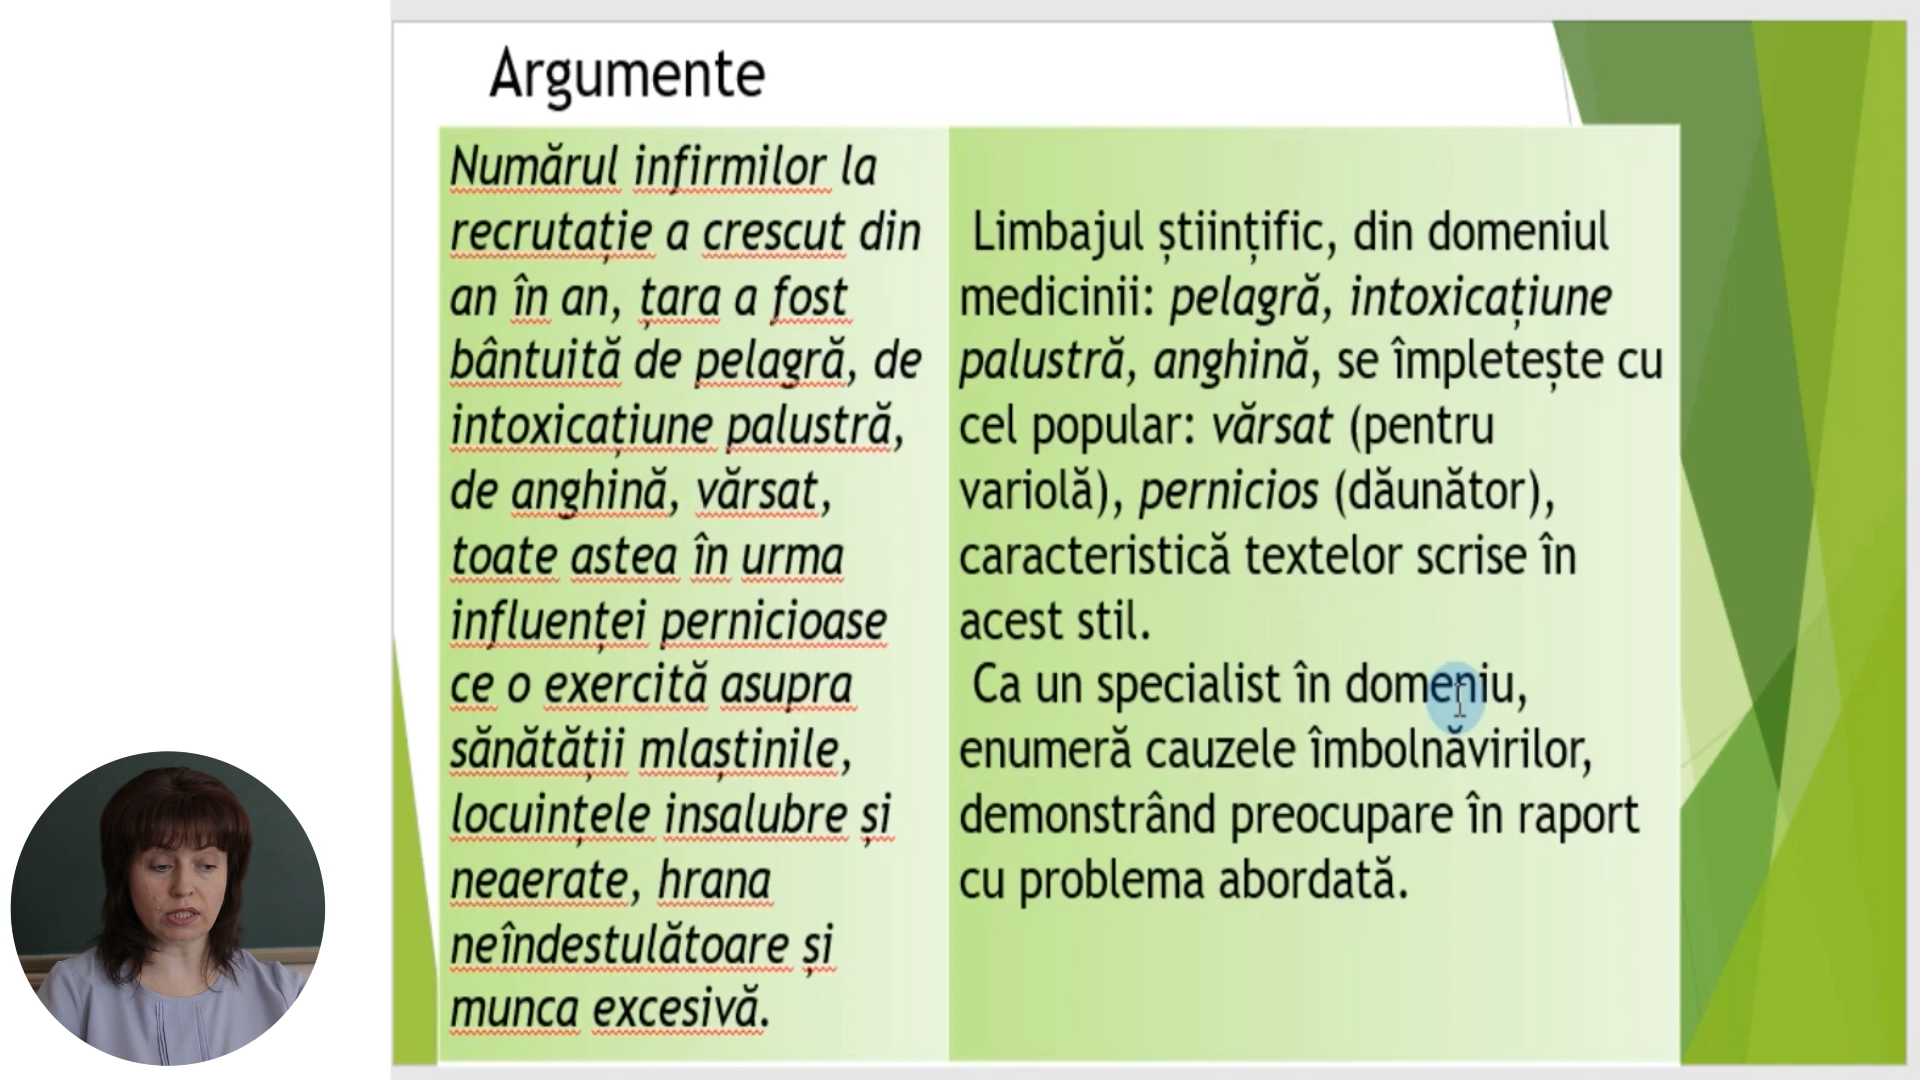 Argumente
Numărul infirmilor la
recrutație a crescut din
an în an, țara a fost
bântuită de pelagră, de
intoxicațiune palustră,
de anghină, vărsat,
toate astea în urma
influenței pernicioase
ce o exercită asupra
sănătății mlaștinile,
locuințele insalubre și
neaerate, hrana
neîndestulătoare și
munca excesivă.
Limbajul științific, din domeniul
medicinii: pelagră, intoxicațiune
palustră, anghină, se împletește cu
cel popular: vărsat (pentru
variolă), pernicios (dăunător),
caracteristică textelor scrise în
acest stil.
Ca un specialist în domeniu,
enumeră cauzele îmbolnăvirilor,
demonstrând preocupare în raport
cu problema abordată.